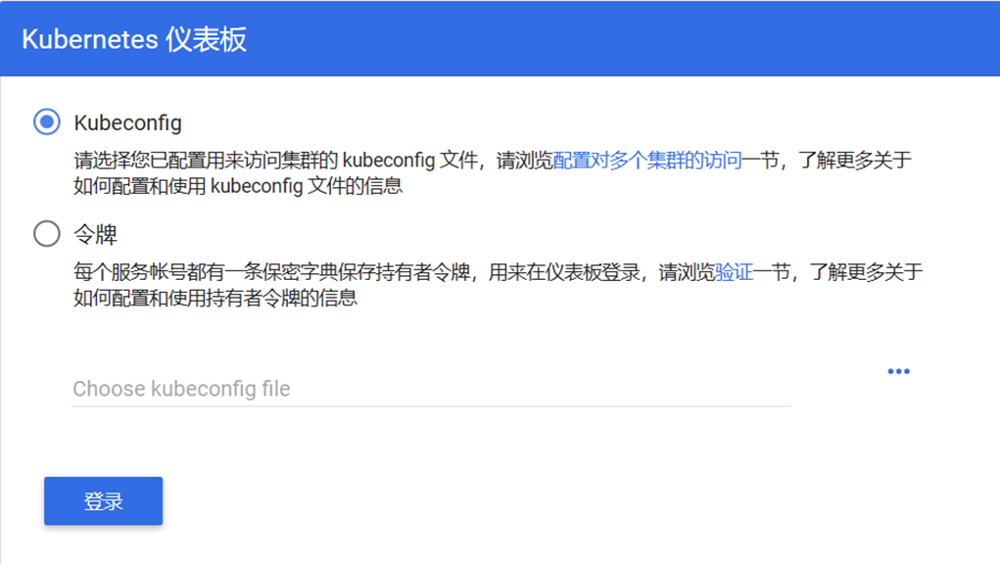 Kubernetes 仪表板
Kubeconfig
请选择您已配置用来访问集群的 kubeconfig 文件，请浏览配置对多个集群的访问一节，了解更多关于
如何配置和使用 kubeconfig 文件的信息
令牌
每个服务帐号都有一条保密字典保存持有者令牌，用来在仪表板登录，请浏览验证一节，了解更多关于
如何配置和使用持有者令牌的信息
Choose kubeconfig file
登录